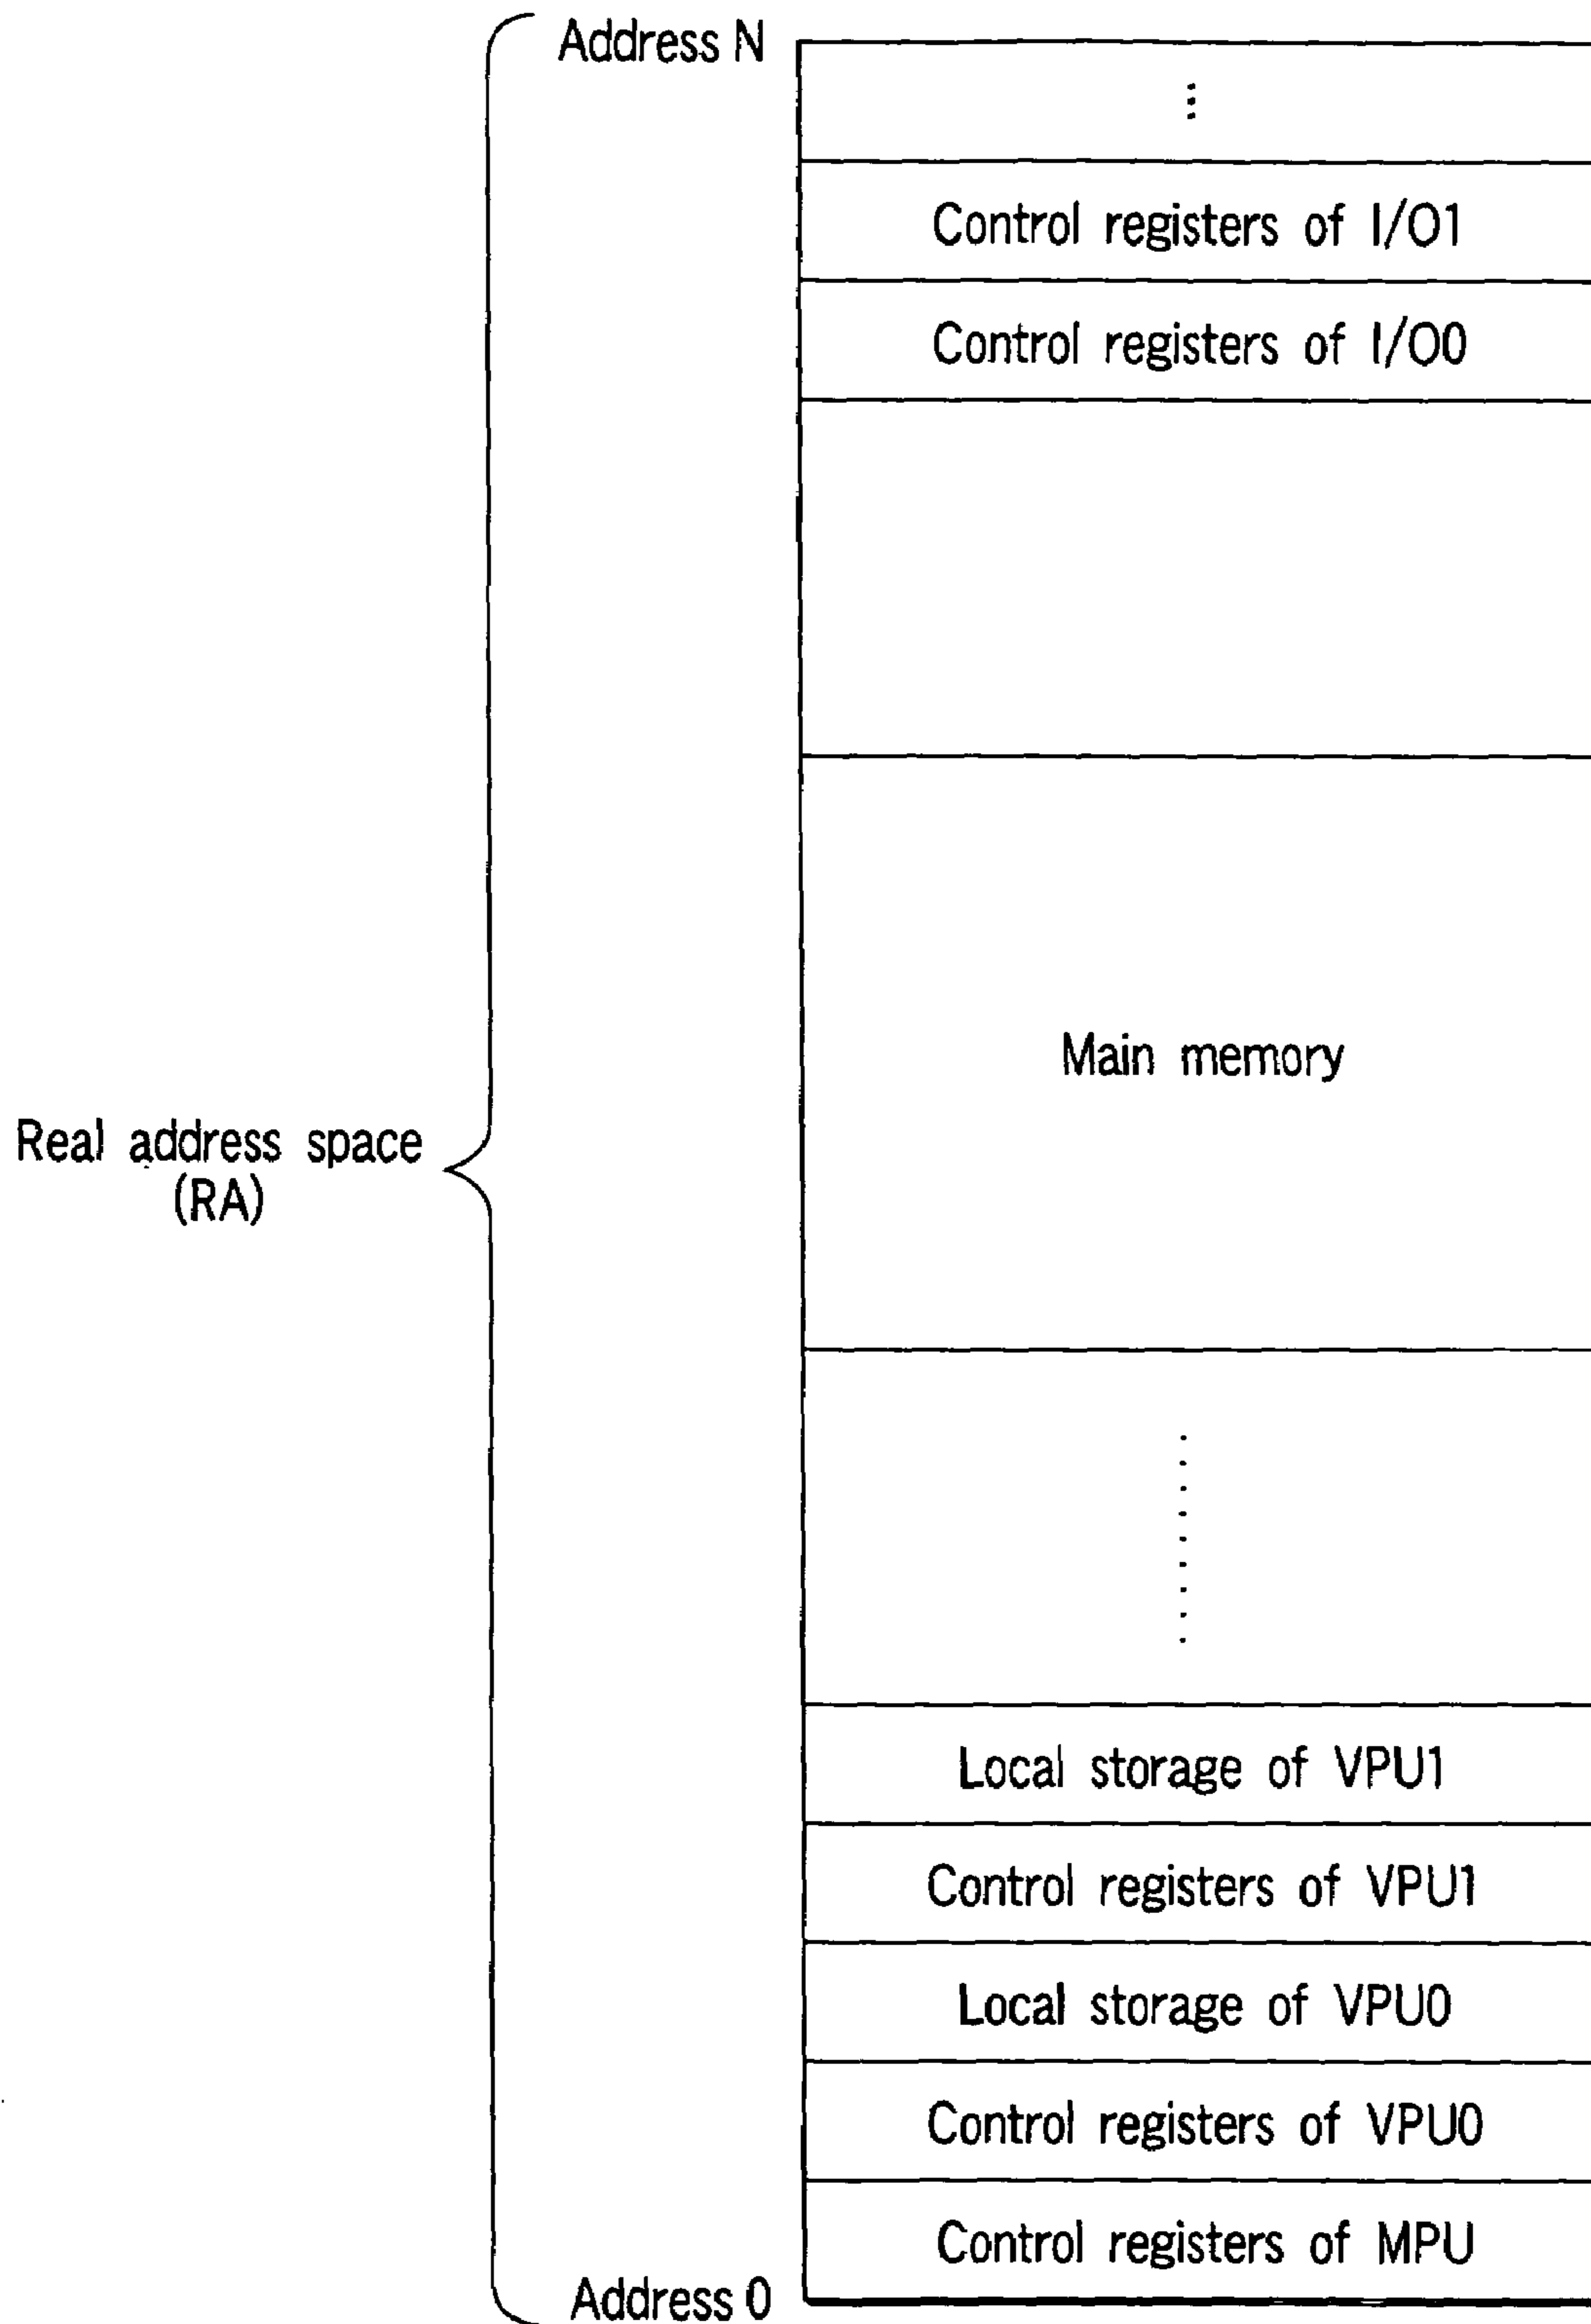 Address N
⋮
Control registers of I/O1
Control registers of I/O0
Main memory
Real address space
(RA)
Local storage of VPU1
Control registers of VPU1
Local storage of VPU0
Control registers of VPU0
Control registers of MPU
Address 0